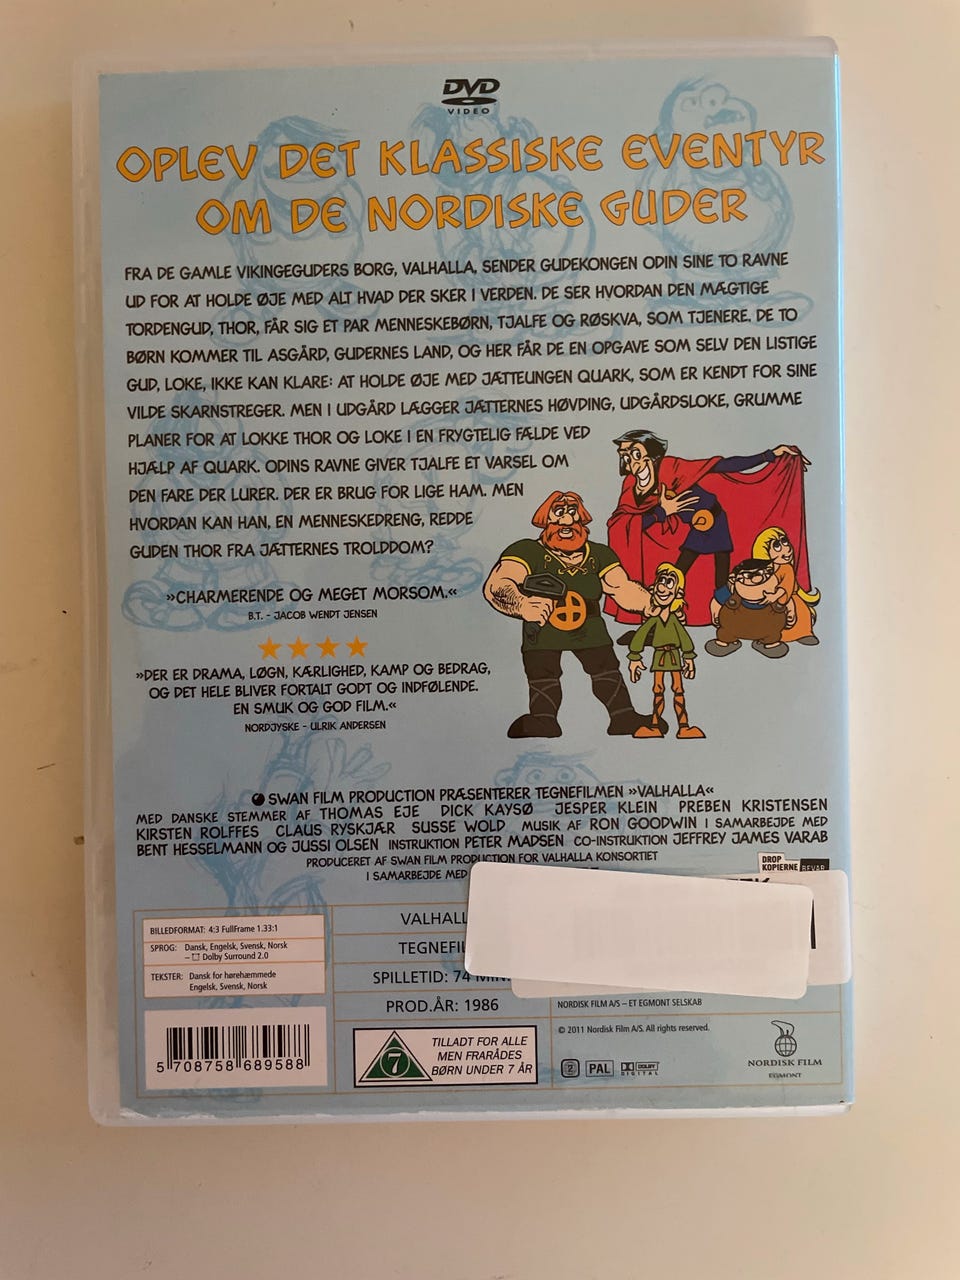 DVD
VIDEO
OPLEV DET KLASSISKE EVENTYR
OM DE NORDISKE GUDER
FRA DE GAMLE VIKINGEGUDERS BORG, VALHALLA, SENDER GUDEKONGEN ODIN SINE TO RAVNE
UD FOR AT HOLDE ØJE MED ALT HVAD DER SKER I VERDEN. DE SER HVORDAN DEN MÆGTIGE
TORDENGUD, THOR, FÅR SIG ET PAR MENNESKEBØRN, TJALFE OG RØSKVA, SOM TJENERE. DE TO
BØRN KOMMER TIL ASGÅRD, GUDERNES LAND, OG HER FÅR DE EN OPGAVE SOM SELV DEN LISTIGE
GUD, LOKE, IKKE KAN KLARE: AT HOLDE ØJE MED JÆTTEUNGEN QUARK, SOM ER KENDT FOR SINE
VILDE SKARNSTREGER. MEN I UDGÅRD LÆGGER JÆTTERNES HØVDING, UDGÅRDSLOKE, GRUMME
PLANER FOR AT LOKKE THOR OG LOKE I EN FRYGTELIG FÆLDE VED
HJÆLP AF QUARK. ODINS RAVNE GIVER TJALFE ET VARSEL OM
DEN FARE DER LURER. DER ER BRUG FOR LIGE HAM. MEN
HVORDAN KAN HAN, EN MENNESKEDRENG, REDDE
GUDEN THOR FRA JÆTTERNES TROLDDOM?
»CHARMERENDE OG MEGET MORSOM.«
B.T. - JACOB WENDT JENSEN
»DER ER DRAMA, LØGN, KÆRLIGHED, KAMP OG BEDRAG,
OG DET HELE BLIVER FORTALT GODT OG INDFØLENDE.
EN SMUK OG GOD FILM.«
NORDJYSKE - ULRIK ANDERSEN
SWAN FILM PRODUCTION PRÆSENTERER TEGNEFILMEN »VALHALLA«
MED DANSKE STEMMER AF THOMAS EJE DICK KAYSØ JESPER KLEIN PREBEN KRISTENSEN
KIRSTEN ROLFFES CLAUS RYSKJÆR SUSSE WOLD MUSIK AF RON GOODWIN I SAMARBEJDE MED
BENT HESSELMANN OG JUSSI OLSEN INSTRUKTION PETER MADSEN CO-INSTRUKTION JEFFREY JAMES VARAB
PRODUCERET AF SWAN FILM PRODUCTION FOR VALHALLA KONSORTIET
I SAMARBEJDE MED
DROP
KOPIERNE
BEVAR
BILLEDFORMAT: 4:3 FullFrame 1.33:1
SPROG: Dansk, Engelsk, Svensk, Norsk
– Dolby Surround 2.0
TEKSTER: Dansk for hørehæmmede
Engelsk, Svensk, Norsk
5 708758 689588
VALHALL
TEGNEFIL
SPILLETID: 74 MIN.
PROD.ÅR: 1986
7
TILLADT FOR ALLE
MEN FRARÅDES
BØRN UNDER 7 ÅR
NORDISK FILM A/S – ET EGMONT SELSKAB
© 2011 Nordisk Film A/S. All rights reserved.
2 PAL DOLBY
DIGITAL
NORDISK FILM
EGMONT